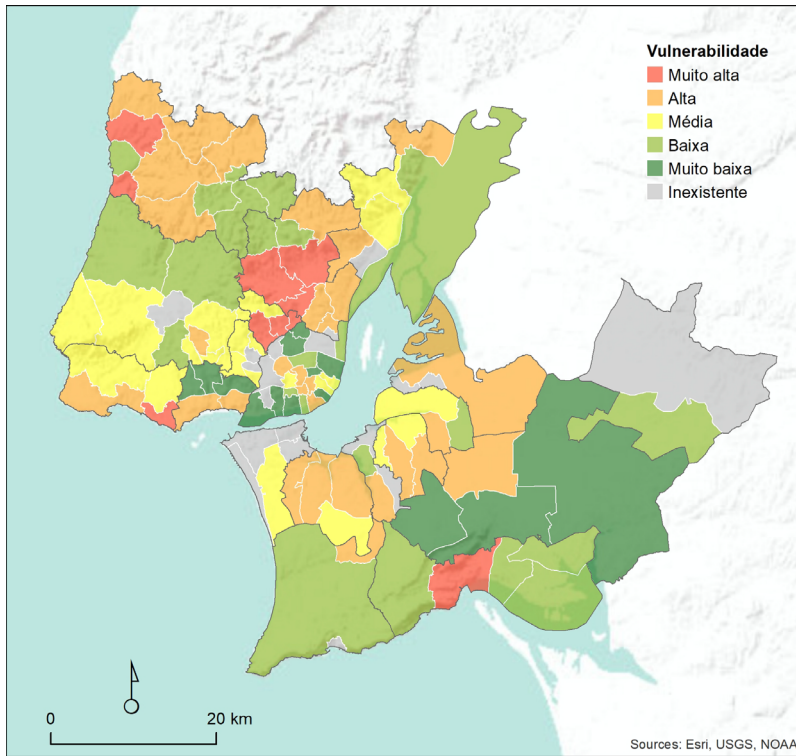 Vulnerabilidade
Muito alta
Alta
Média
Baixa
Muito baixa
Inexistente
0 20 km
Sources: Esri, USGS, NOAA